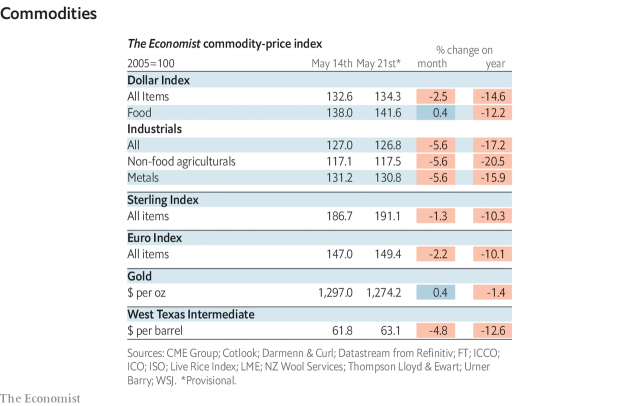 Commodities
The Economist commodity-price index
% change on
2005=100 May 14th May 21st* month year
Dollar Index
All Items 132.6 134.3 -2.5 -14.6
Food 138.0 141.6 0.4 -12.2
Industrials
All 127.0 126.8 -5.6 -17.2
Non-food agriculturals 117.1 117.5 -5.6 -20.5
Metals 131.2 130.8 -5.6 -15.9
Sterling Index
All items 186.7 191.1 -1.3 -10.3
Euro Index
All items 147.0 149.4 -2.2 -10.1
Gold
$ per oz 1,297.0 1,274.2 0.4 -1.4
West Texas Intermediate
$ per barrel 61.8 63.1 -4.8 -12.6
Sources: CME Group; Cotlook; Darmenn & Curl; Datastream from Refinitiv; FT; ICCO;
ICO; ISO; Live Rice Index; LME; NZ Wool Services; Thompson Lloyd & Ewart; Urner
Barry; WSJ. *Provisional.
The Economist